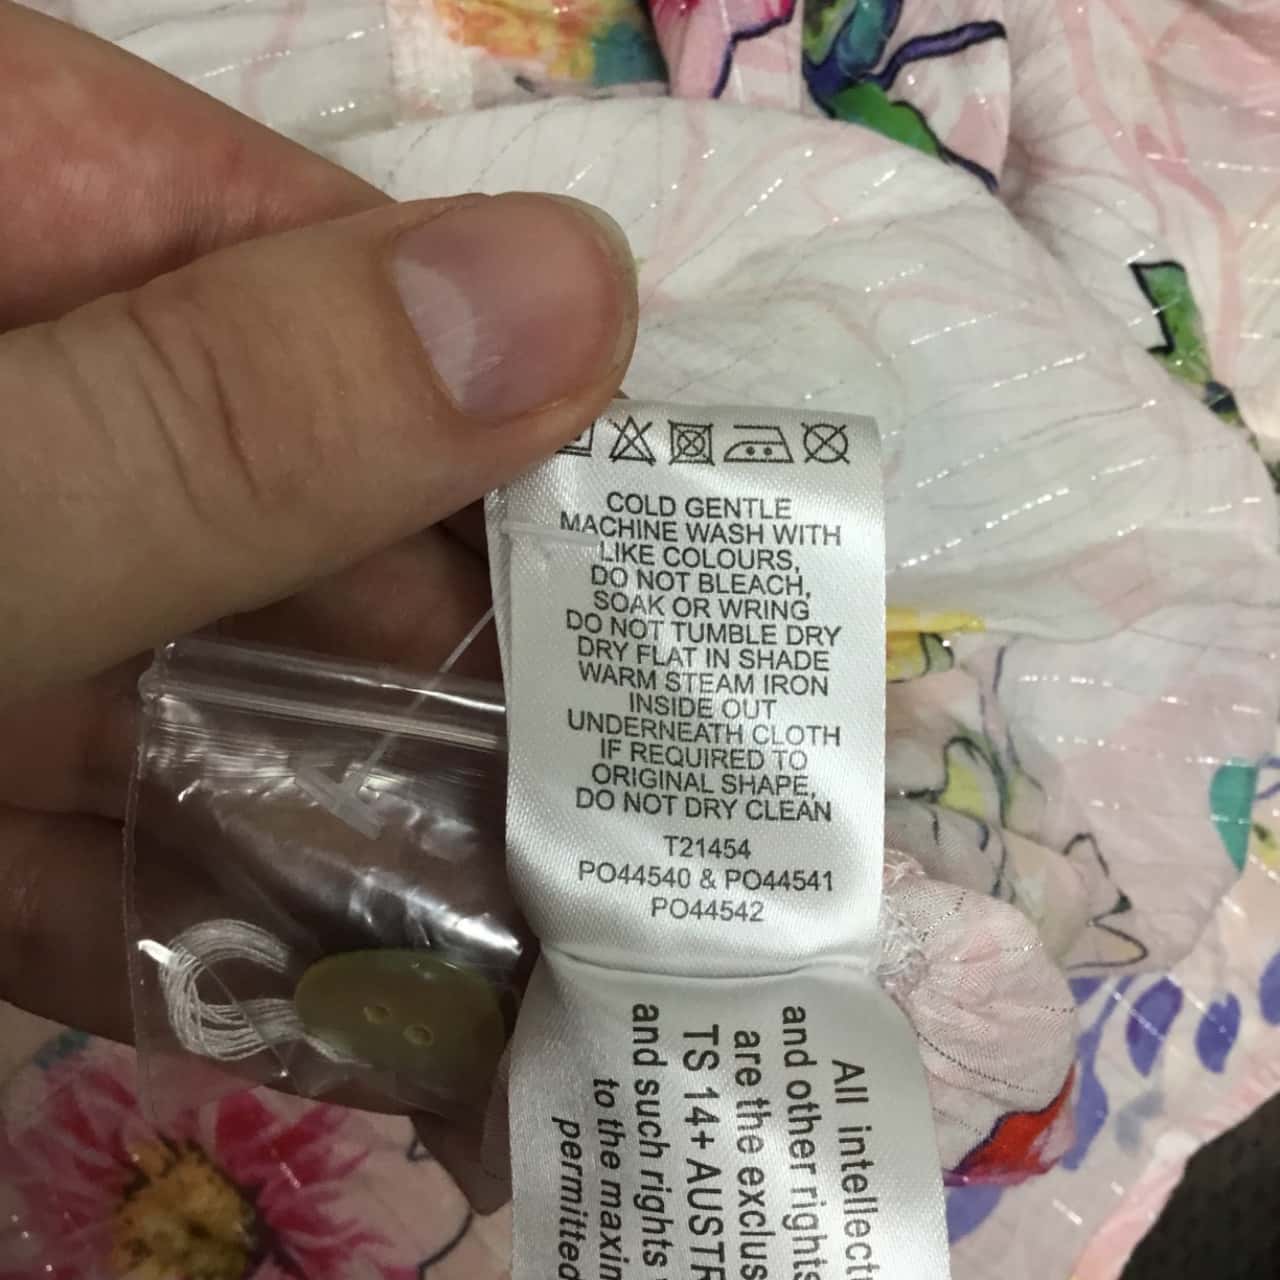 COLD GENTLE
MACHINE WASH WITH
LIKE COLOURS,
DO NOT BLEACH,
SOAK OR WRING
DO NOT TUMBLE DRY
DRY FLAT IN SHADE
WARM STEAM IRON
INSIDE OUT
UNDERNEATH CLOTH
IF REQUIRED TO
ORIGINAL SHAPE,
DO NOT DRY CLEAN
T21454
PO44540 & PO44541
PO44542
All
and other rights
are the
TS 14+
and such rights
to the
permitted